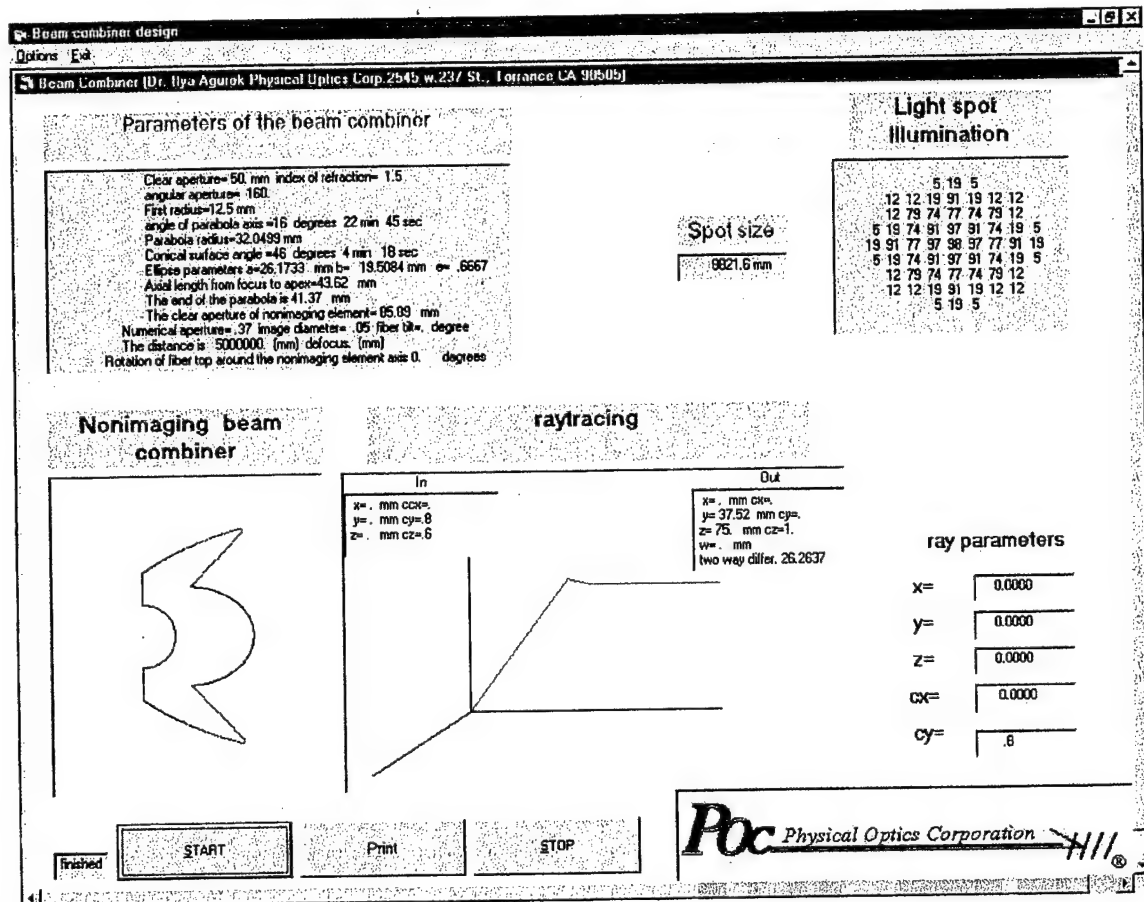 Beam combiner design
Options Exit
Beam Combiner [Dr. Ilya Agurok Physical Optics Corp.2545 w.237 St., Torrance CA 90505]
Parameters of the beam combiner
Clear aperture= 50. mm index of refraction= 1.5
angular aperture= 160.
First radius=12.5 mm
angle of parabola axis =16 degrees 22 min 45 sec
Parabola radius=32.0499 mm
Conical surface angle =46 degrees 4 min 18 sec
Ellipse parameters a=26.1733 mm b= 19.5084 mm e= .6667
Axial length from focus to apex=43.62 mm
The end of the parabola is 41.37 mm
The clear aperture of nonimaging element=85.89 mm
Numerical aperture=.37 image diameter= .05 fiber tilt=. degree
The distance is 5000000. (mm) defocus. (mm)
Rotation of fiber top around the nonimaging element axis 0. degrees
Spot size
8821.6 mm
Light spot
Illumination
5 19 5
12 12 19 91 19 12 12
12 79 74 77 74 79 12
5 19 74 91 97 91 74 19 5
19 91 77 97 98 97 77 91 19
5 19 74 91 97 91 74 19 5
12 79 74 77 74 79 12
12 12 19 91 19 12 12
5 19 5
Nonimaging beam
combiner
raytracing
In
x= . mm ccx=.
y= . mm cy=.8
z= . mm cz=.6
Out
x= . mm cx=.
y= 37.52 mm cy=.
z= 75. mm cz=1.
w= . mm
two way differ. 26.2637
ray parameters
x= 0.0000
y= 0.0000
z= 0.0000
cx= 0.0000
cy= .8
finished
START
Print
STOP
POC Physical Optics Corporation ®